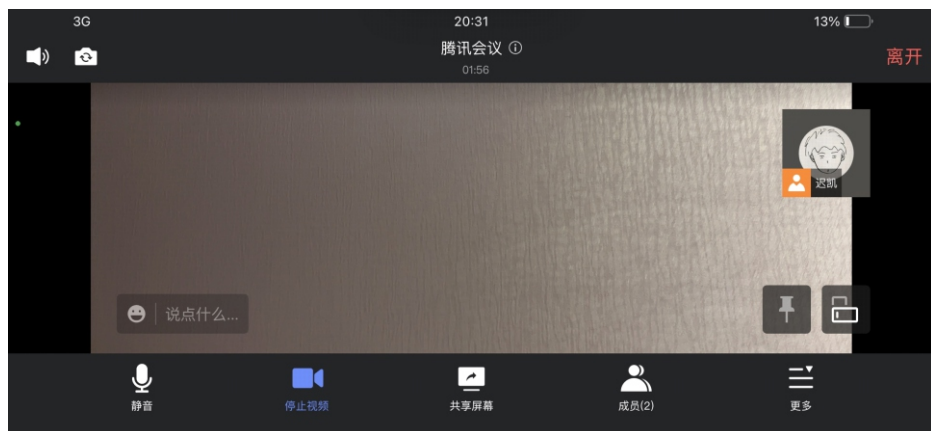 3G
20:31
13%
腾讯会议
01:56
离开
迟凯
说点什么...
静音
停止视频
共享屏幕
成员(2)
更多